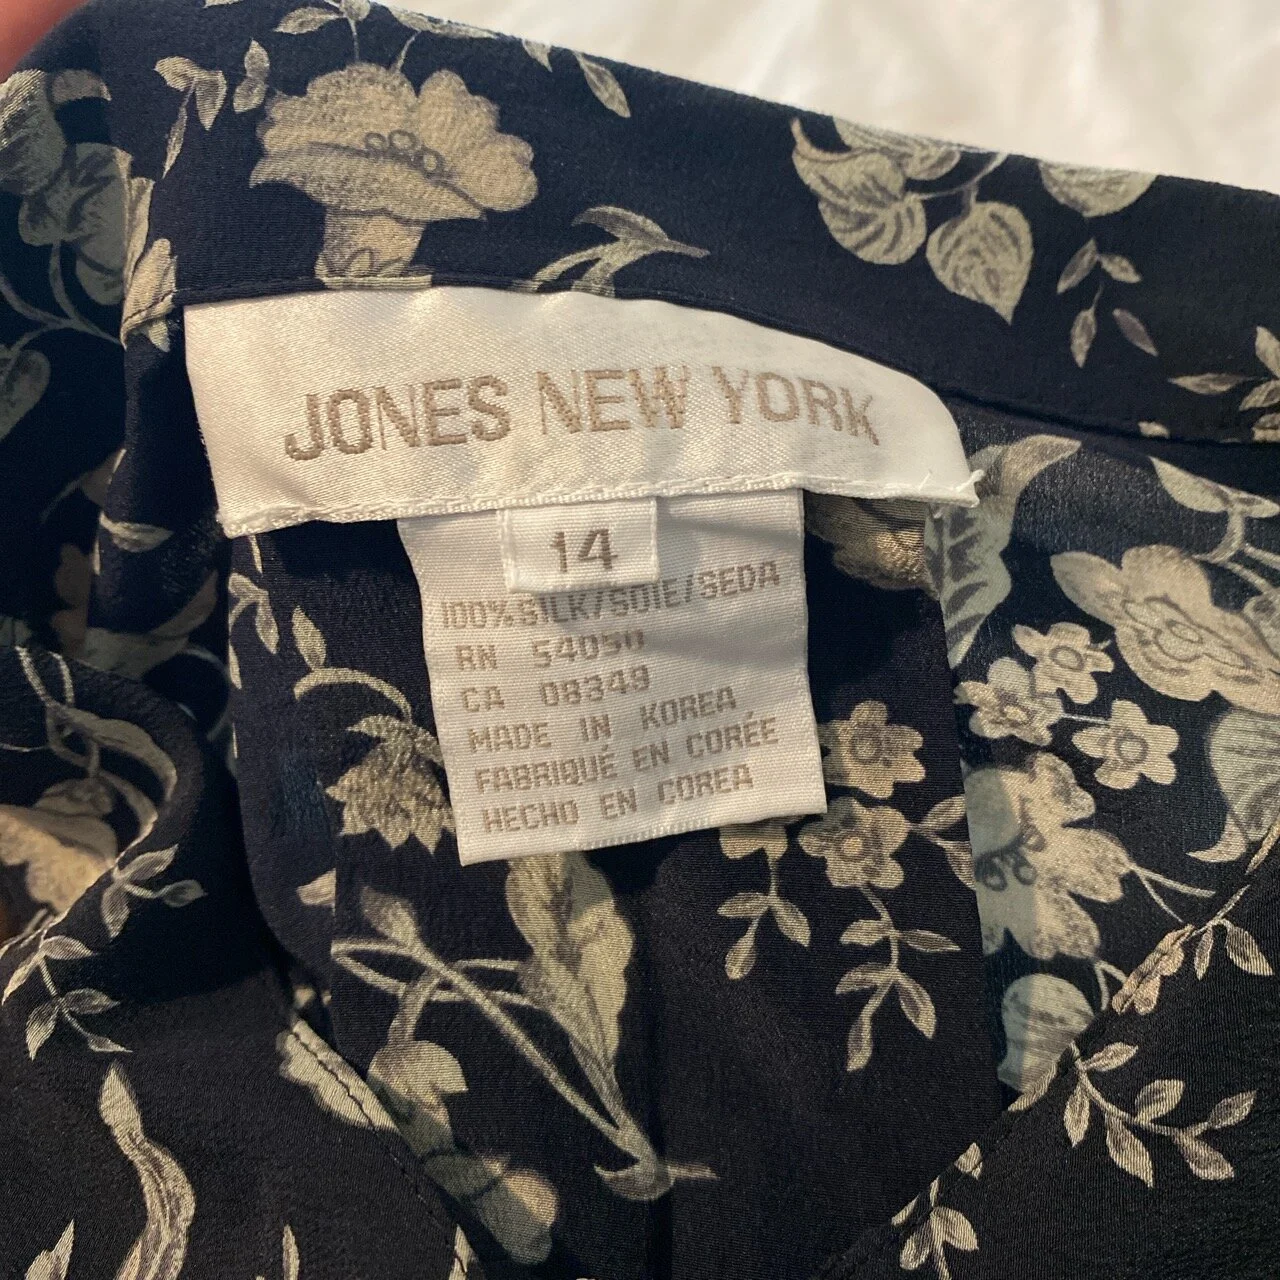 JONES NEW YORK
14
100% SILK/SOIE/SEDA
RN 54050
CA 08349
MADE IN KOREA
FABRIQUÉ EN CORÉE
HECHO EN COREA